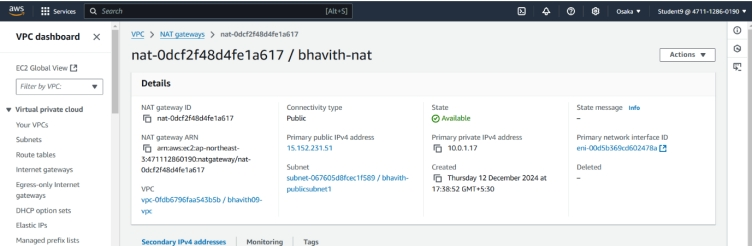 aws Services Search [Alt+S] Osaka Student9 @ 4711-1286-0190
VPC dashboard
EC2 Global View
Filter by VPC:
Virtual private cloud
Your VPCs
Subnets
Route tables
Internet gateways
Egress-only Internet
gateways
DHCP option sets
Elastic IPs
Managed prefix lists
VPC > NAT gateways > nat-0dcf2f48d4fe1a617
nat-0dcf2f48d4fe1a617 / bhavith-nat
Actions
Details
NAT gateway ID
nat-0dcf2f48d4fe1a617
NAT gateway ARN
arn:aws:ec2:ap-northeast-
3:471112860190:natgateway/nat-
0dcf2f48d4fe1a617
VPC
vpc-0fdb6796faa543b5b / bhavith09-
vpc
Connectivity type
Public
Primary public IPv4 address
15.152.231.51
Subnet
subnet-067605d8fcec1f589 / bhavith-
publicsubnet1
State
Available
Primary private IPv4 address
10.0.1.17
Created
Thursday 12 December 2024 at
17:38:52 GMT+5:30
State message Info
–
Primary network interface ID
eni-00d5b369cd602478a
Deleted
–
Secondary IPv4 addresses
Monitoring
Tags